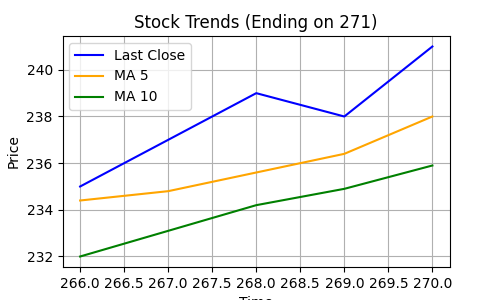 Stock Trends (Ending on 271)
Last Close
MA 5
MA 10
240
238
236
234
232
Price
266.0 266.5 267.0 267.5 268.0 268.5 269.0 269.5 270.0
Time